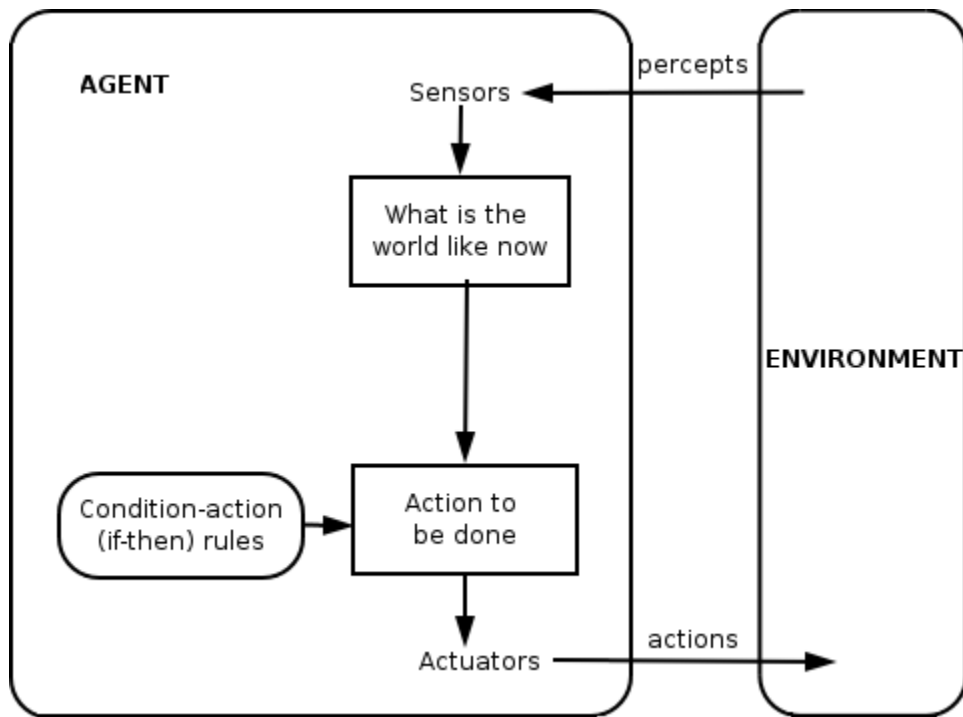 AGENT
Sensors
percepts
What is the
world like now
ENVIRONMENT
Condition-action
(if-then) rules
Action to
be done
Actuators
actions